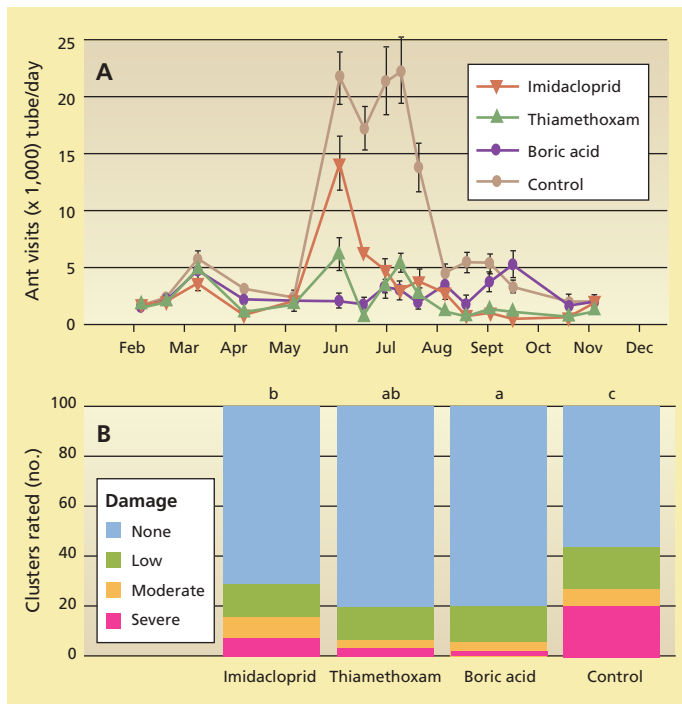 A
Ant visits (x 1,000) tube/day
25
20
15
10
5
0
Imidacloprid
Thiamethoxam
Boric acid
Control
Feb Mar Apr May Jun Jul Aug Sept Oct Nov Dec
B
b ab a c
Clusters rated (no.)
100
80
60
40
20
0
Damage
None
Low
Moderate
Severe
Imidacloprid Thiamethoxam Boric acid Control